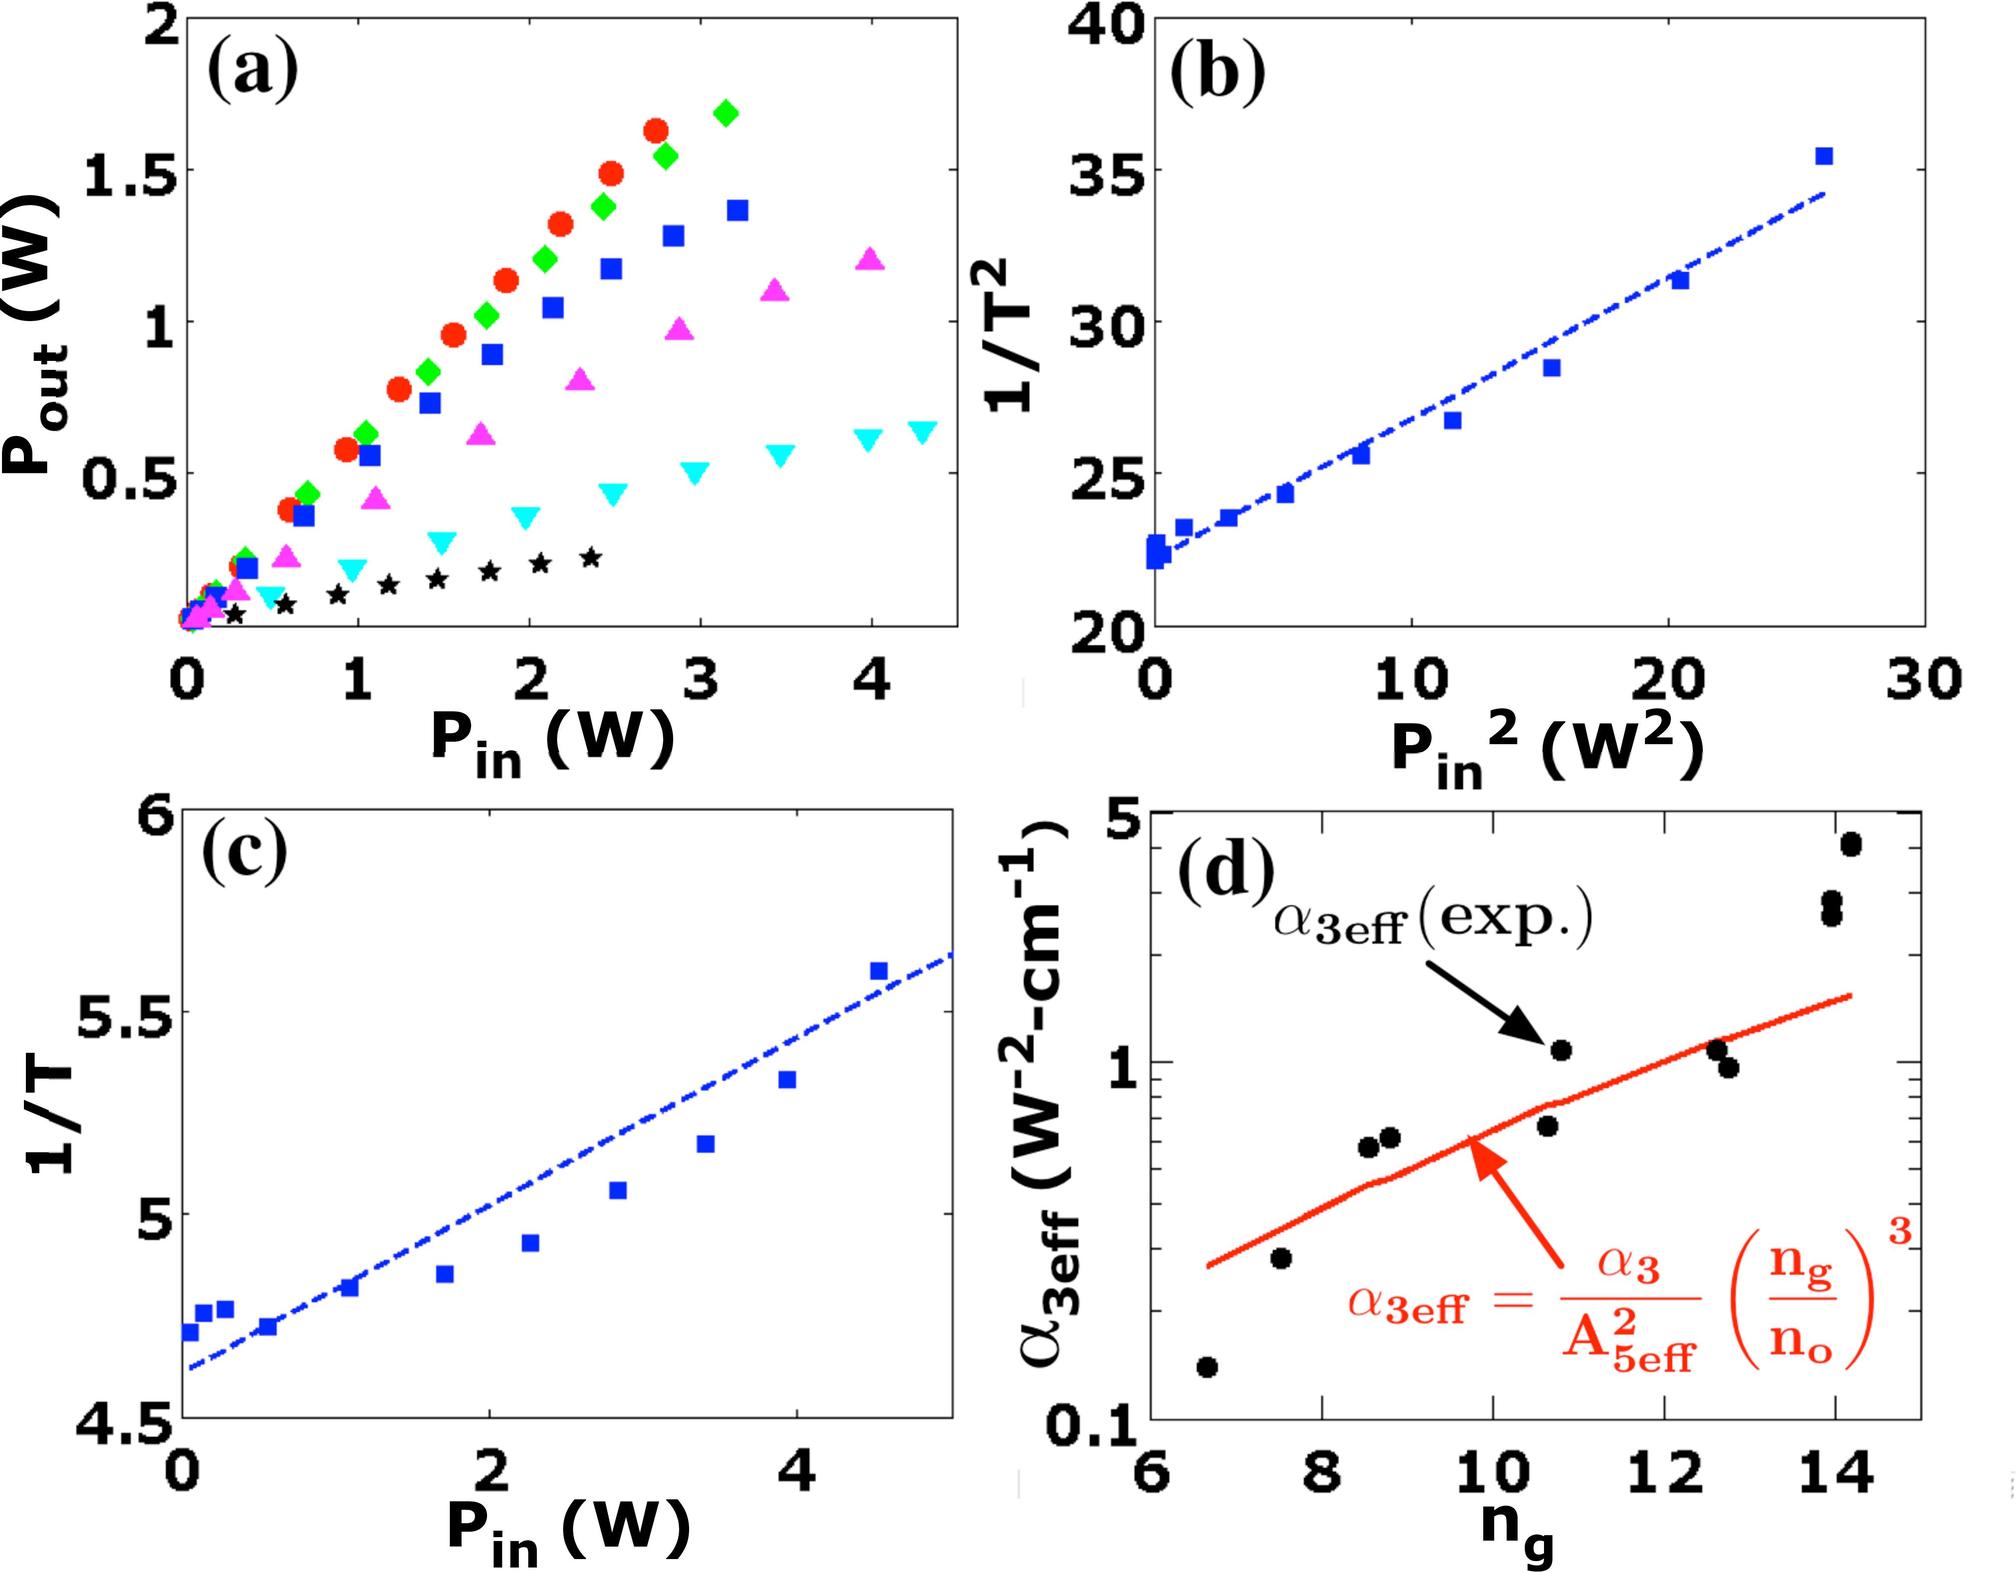 (a)
2
1.5
1
0.5
P_out (W)
0 1 2 3 4
P_in (W)
(b)
40
35
30
25
20
1/T^2
0 10 20 30
P_in^2 (W^2)
(c)
6
5.5
5
4.5
1/T
0 2 4
P_in (W)
(d)
5
1
0.1
α_3eff (W^-2-cm^-1)
α_3eff(exp.)
α_3eff = α_3 / A_5eff^2 (n_g / n_o)^3
6 8 10 12 14
n_g